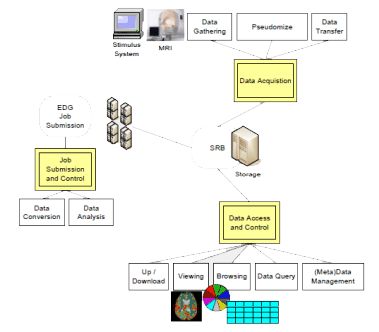 Data
Gathering
Pseudomize
Data
Transfer
Stimulus
System
MRI
Data Acquistion
EDG
Job
Submission
SRB
Storage
Job
Submission
and Control
Data
Conversion
Data
Analysis
Data Access
and Control
Up /
Download
Viewing
Browsing
Data Query
(Meta)Data
Management